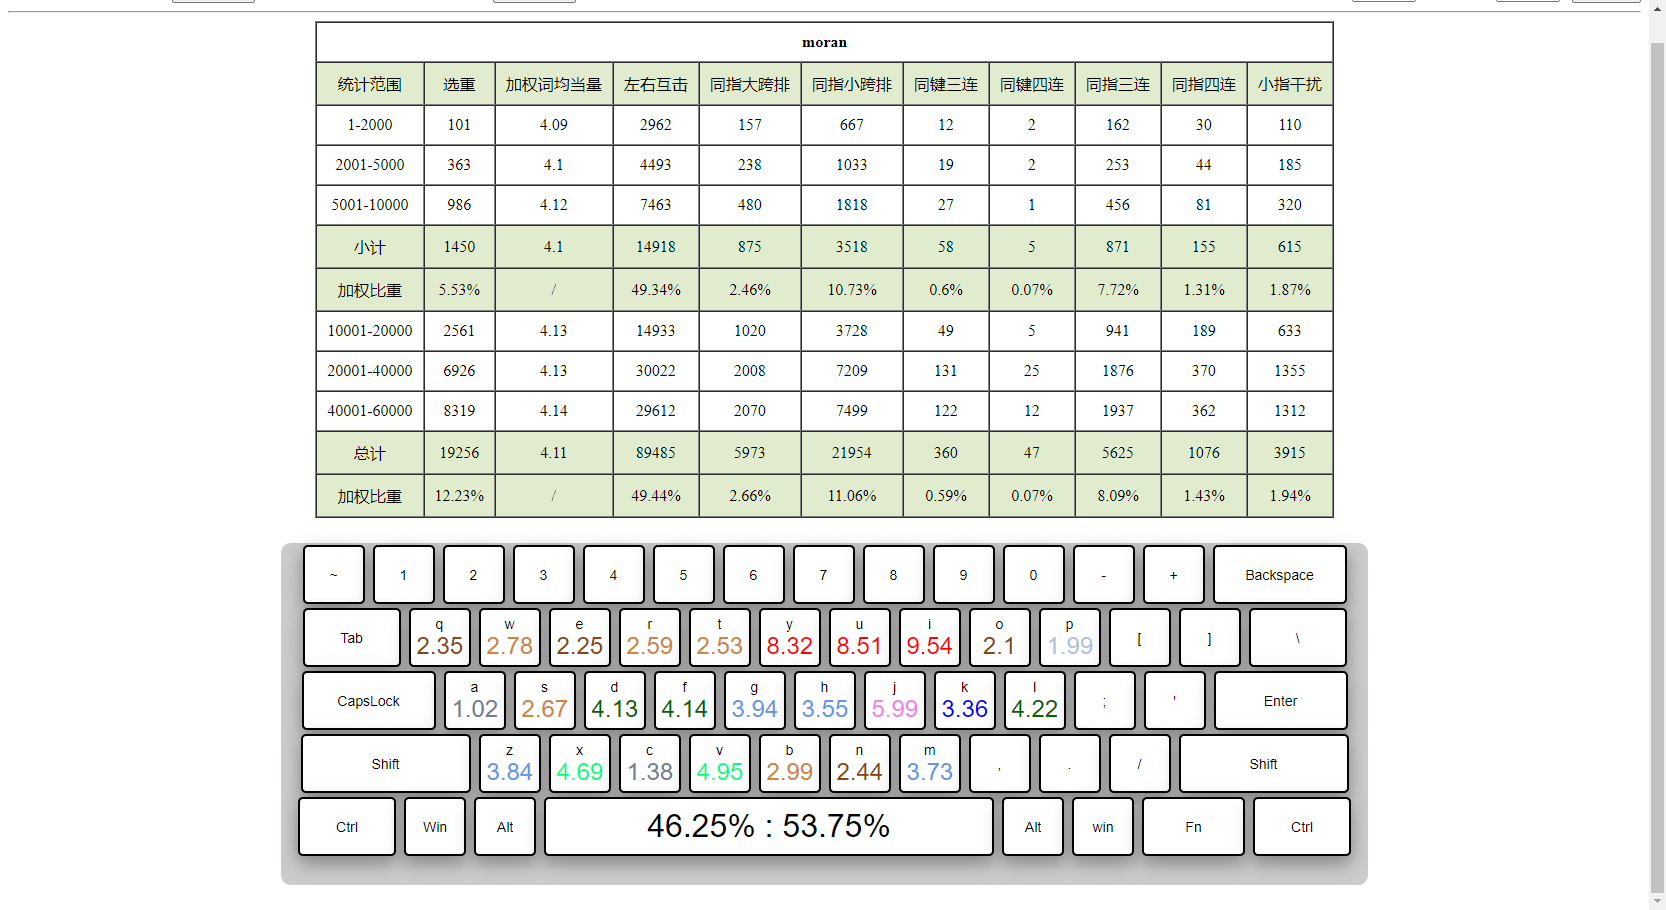 moran
统计范围 选重 加权词均当量 左右互击 同指大跨排 同指小跨排 同键三连 同键四连 同指三连 同指四连 小指干扰
1-2000 101 4.09 2962 157 667 12 2 162 30 110
2001-5000 363 4.1 4493 238 1033 19 2 253 44 185
5001-10000 986 4.12 7463 480 1818 27 1 456 81 320
小计 1450 4.1 14918 875 3518 58 5 871 155 615
加权比重 5.53% / 49.34% 2.46% 10.73% 0.6% 0.07% 7.72% 1.31% 1.87%
10001-20000 2561 4.13 14933 1020 3728 49 5 941 189 633
20001-40000 6926 4.13 30022 2008 7209 131 25 1876 370 1355
40001-60000 8319 4.14 29612 2070 7499 122 12 1937 362 1312
总计 19256 4.11 89485 5973 21954 360 47 5625 1076 3915
加权比重 12.23% / 49.44% 2.66% 11.06% 0.59% 0.07% 8.09% 1.43% 1.94%
~ 1 2 3 4 5 6 7 8 9 0 - + Backspace
q w e r t y u i o p
Tab 2.35 2.78 2.25 2.59 2.53 8.32 8.51 9.54 2.1 1.99 [ ] \
a s d f g h j k l
CapsLock 1.02 2.67 4.13 4.14 3.94 3.55 5.99 3.36 4.22 ; ' Enter
z x c v b n m
Shift 3.84 4.69 1.38 4.95 2.99 2.44 3.73 , . / Shift
Ctrl Win Alt 46.25% : 53.75% Alt win Fn Ctrl